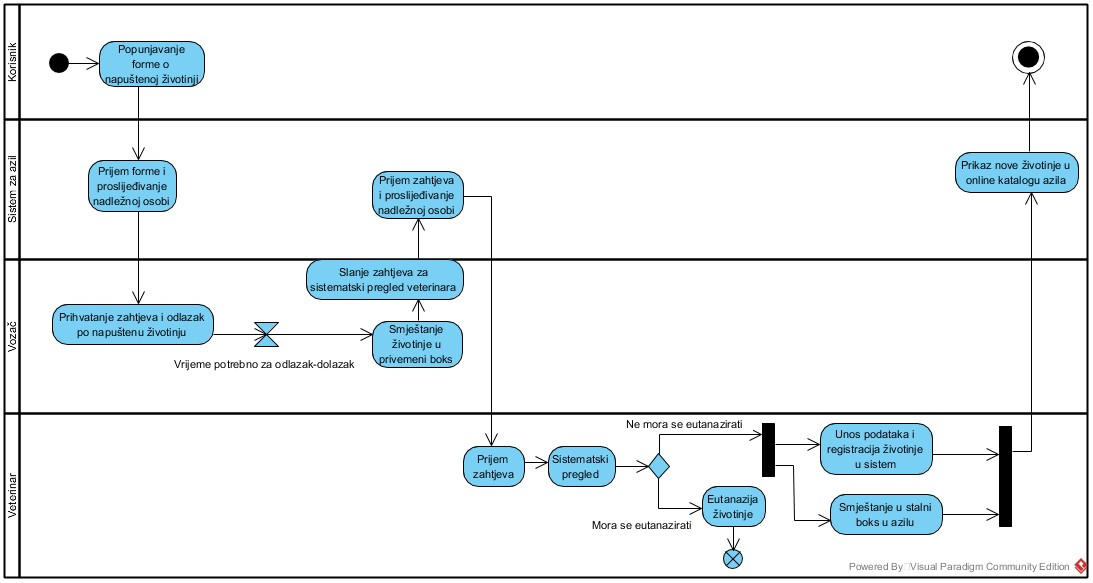 Korisnik
Popunjavanje
forme o
napuštenoj životinji
Sistem za azil
Prijem forme i
proslijeđivanje
nadležnoj osobi
Prijem zahtjeva
i proslijeđivanje
nadležnoj osobi
Prikaz nove životinje u
online katalogu azila
Vozač
Prihvatanje zahtjeva i odlazak
po napuštenu životinju
Vrijeme potrebno za odlazak-dolazak
Slanje zahtjeva za
sistematski pregled veterinara
Smještanje
životinje u
privemeni boks
Veterinar
Prijem
zahtjeva
Sistematski
pregled
Ne mora se eutanazirati
Mora se eutanazirati
Eutanazija
životinje
Unos podataka i
registracija životinje
u sistem
Smještanje u stalni
boks u azilu
Powered By Visual Paradigm Community Edition